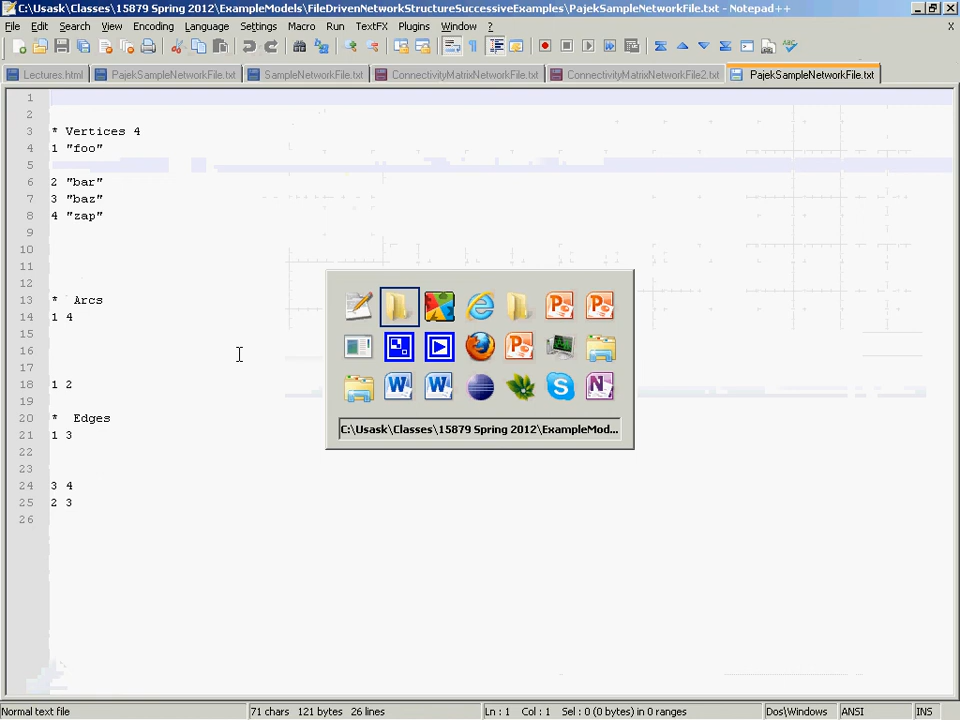 C:\Usask\Classes\15879 Spring 2012\ExampleModels\FileDrivenNetworkStructureSuccessiveExamples\PajekSampleNetworkFile.txt - Notepad++
File Edit Search View Encoding Language Settings Macro Run TextFX Plugins Window ? X
Lectures.html PajekSampleNetworkFile.txt SampleNetworkFile.txt ConnectivityMatrixNetworkFile.txt ConnectivityMatrixNetworkFile2.txt PajekSampleNetworkFile.txt
1
2
3 * Vertices 4
4 1 "foo"
5
6 2 "bar"
7 3 "baz"
8 4 "zap"
9
10
11
12
13 * Arcs
14 1 4
15
16
17
18 1 2
19
20 * Edges
21 1 3
22
23
24 3 4
25 2 3
26
C:\Usask\Classes\15879 Spring 2012\ExampleMod...
Normal text file 71 chars 121 bytes 26 lines Ln : 1 Col : 1 Sel : 0 (0 bytes) in 0 ranges Dos\Windows ANSI INS